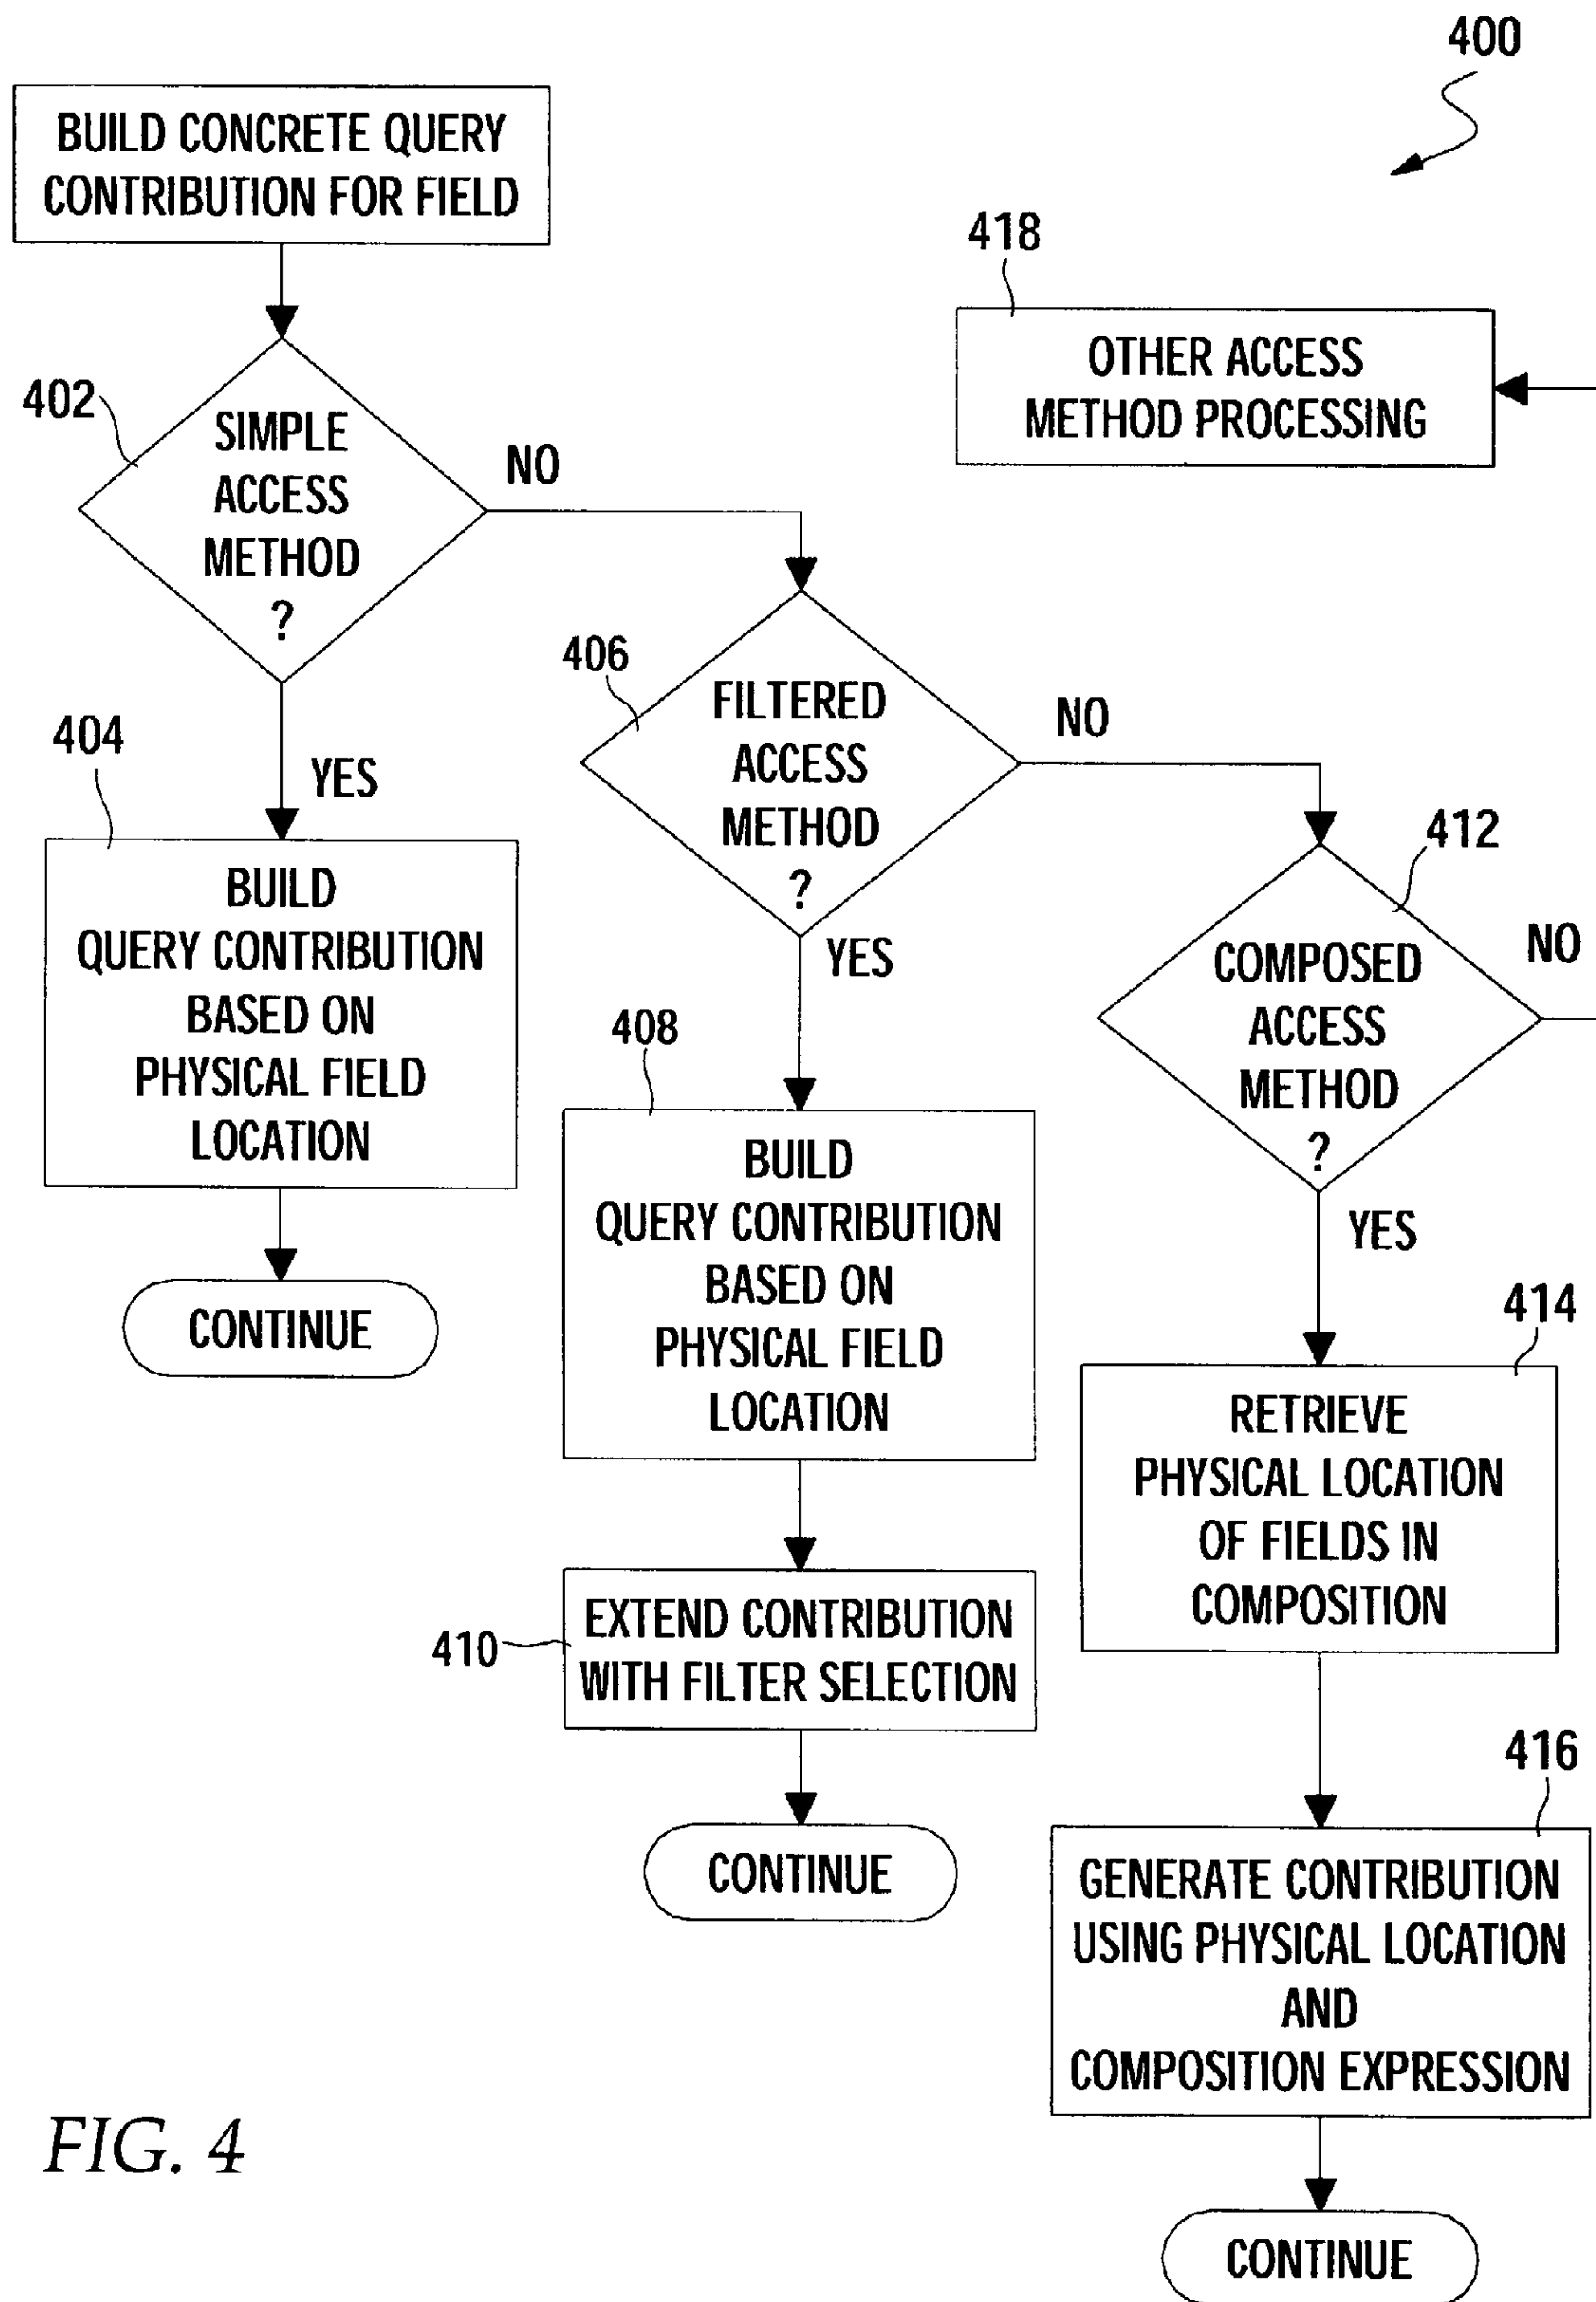 400
BUILD CONCRETE QUERY
CONTRIBUTION FOR FIELD
418
OTHER ACCESS
METHOD PROCESSING
402
SIMPLE
ACCESS
METHOD
?
NO
YES
404
BUILD
QUERY CONTRIBUTION
BASED ON
PHYSICAL FIELD
LOCATION
CONTINUE
406
FILTERED
ACCESS
METHOD
?
NO
YES
408
BUILD
QUERY CONTRIBUTION
BASED ON
PHYSICAL FIELD
LOCATION
410
EXTEND CONTRIBUTION
WITH FILTER SELECTION
CONTINUE
412
COMPOSED
ACCESS
METHOD
?
NO
YES
414
RETRIEVE
PHYSICAL LOCATION
OF FIELDS IN
COMPOSITION
416
GENERATE CONTRIBUTION
USING PHYSICAL LOCATION
AND
COMPOSITION EXPRESSION
CONTINUE
FIG. 4